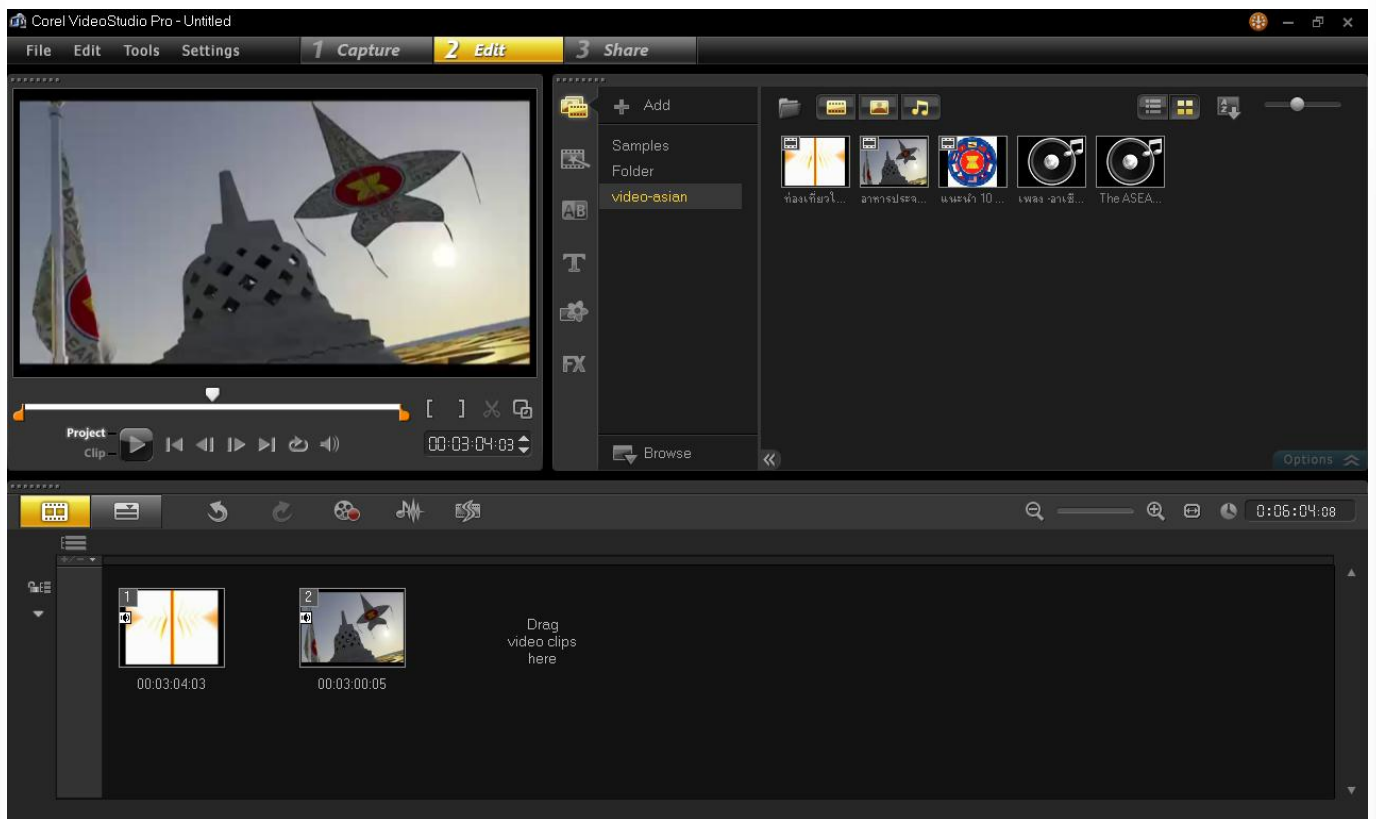 Corel VideoStudio Pro - Untitled
File Edit Tools Settings 1 Capture 2 Edit 3 Share
Add
Samples
Folder
video-asian
ท่องเที่ยวใ... อาหารประจ... แนะนำ 10 ... เพลง -อาเซี... The ASEA...
AB
T
FX
[ ]
Project
Clip
00:03:04:03
Browse
Options
0:06:04:08
1
2
00:03:04:03
00:03:00:05
Drag
video clips
here